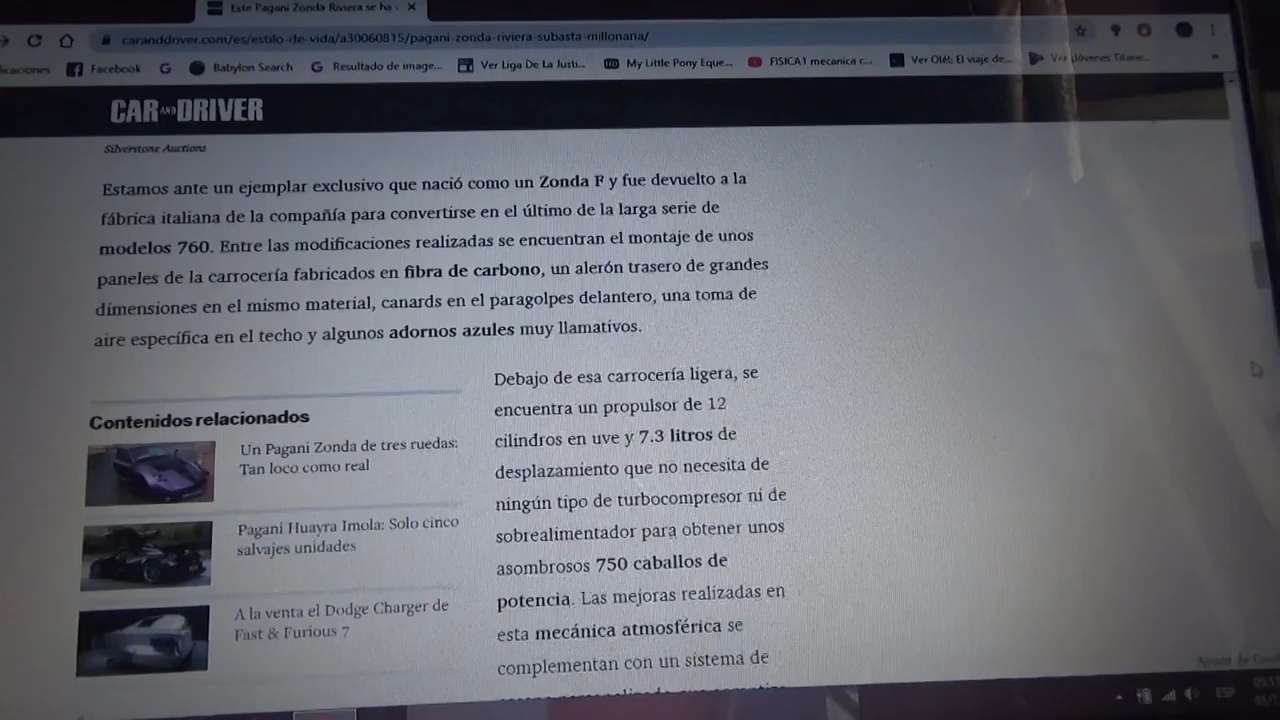 Este Pagani Zonda Riviera se ha
caranddriver.com/es/estilo-de-vida/a30060815/pagani-zonda-riviera-subasta-millonaria/
Facebook
Babylon Search
Resultado de image...
Ver Liga De La Justi...
My Little Pony Eque...
FISICA1 mecanica c...
Ver Olé!: El viaje de...
Ver Jóvenes Titane...
CAR AND DRIVER
Silverstone Auctions
Estamos ante un ejemplar exclusivo que nació como un Zonda F y fue devuelto a la
fábrica italiana de la compañía para convertirse en el último de la larga serie de
modelos 760. Entre las modificaciones realizadas se encuentran el montaje de unos
paneles de la carrocería fabricados en fibra de carbono, un alerón trasero de grandes
dimensiones en el mismo material, canards en el paragolpes delantero, una toma de
aire específica en el techo y algunos adornos azules muy llamativos.
Contenidos relacionados
Un Pagani Zonda de tres ruedas:
Tan loco como real
Pagani Huayra Imola: Solo cinco
salvajes unidades
A la venta el Dodge Charger de
Fast & Furious 7
Debajo de esa carrocería ligera, se
encuentra un propulsor de 12
cilindros en uve y 7.3 litros de
desplazamiento que no necesita de
ningún tipo de turbocompresor ni de
sobrealimentador para obtener unos
asombrosos 750 caballos de
potencia. Las mejoras realizadas en
esta mecánica atmosférica se
complementan con un sistema de
ESP